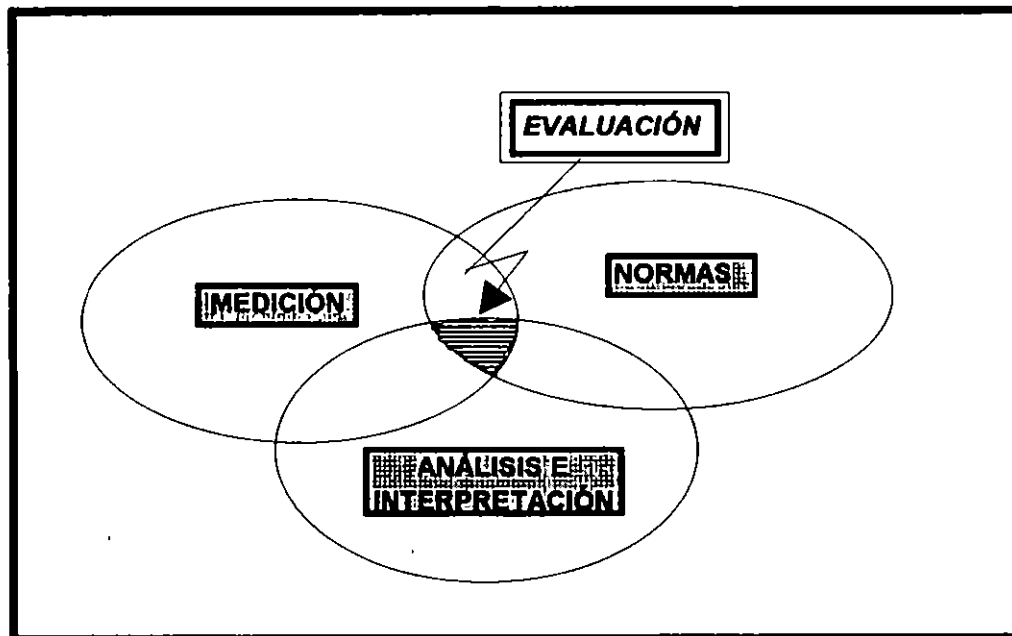 EVALUACIÓN
NORMAS
MEDICIÓN
ANÁLISIS E
INTERPRETACIÓN